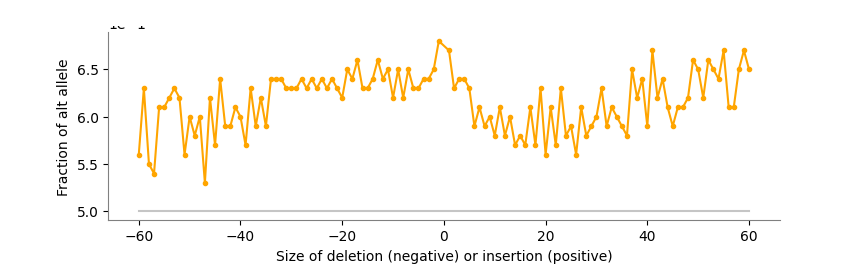 6.5
6.0
5.5
5.0
Fraction of alt allele
−60 −40 −20 0 20 40 60
Size of deletion (negative) or insertion (positive)